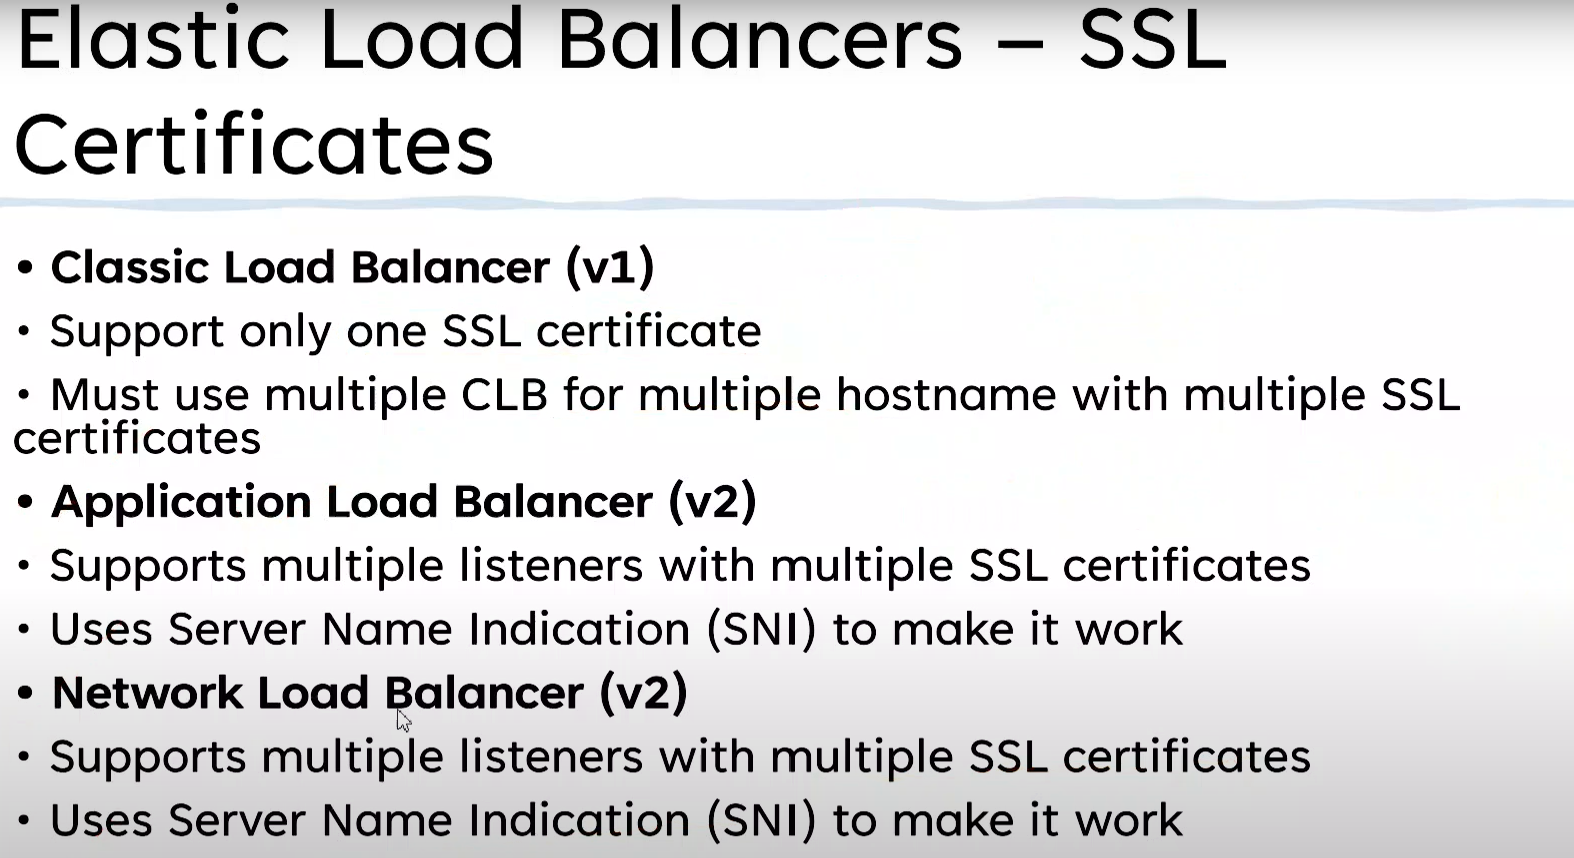 Elastic Load Balancers – SSL
Certificates
• Classic Load Balancer (v1)
• Support only one SSL certificate
• Must use multiple CLB for multiple hostname with multiple SSL
certificates
• Application Load Balancer (v2)
• Supports multiple listeners with multiple SSL certificates
• Uses Server Name Indication (SNI) to make it work
• Network Load Balancer (v2)
• Supports multiple listeners with multiple SSL certificates
• Uses Server Name Indication (SNI) to make it work